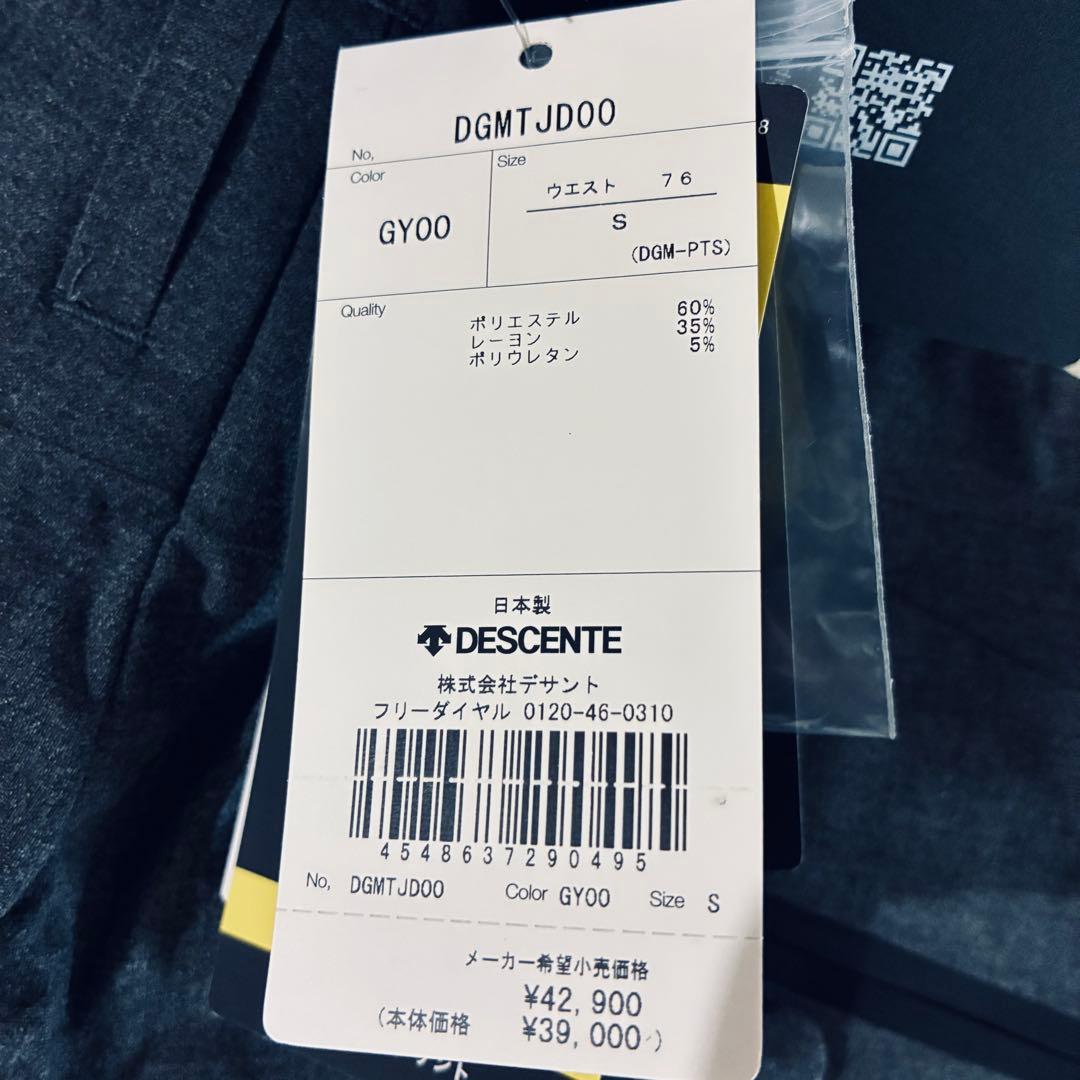 DGMTJD00
No,
Color
GY00
Size
ウエスト 76
S
(DGM-PTS)
Quality
ポリエステル 60%
レーヨン 35%
ポリウレタン 5%
日本製
DESCENTE
株式会社デサント
フリーダイヤル 0120-46-0310
4548637290495
No, DGMTJD00 Color GY00 Size S
メーカー希望小売価格
¥42,900
(本体価格 ¥39,000)
8